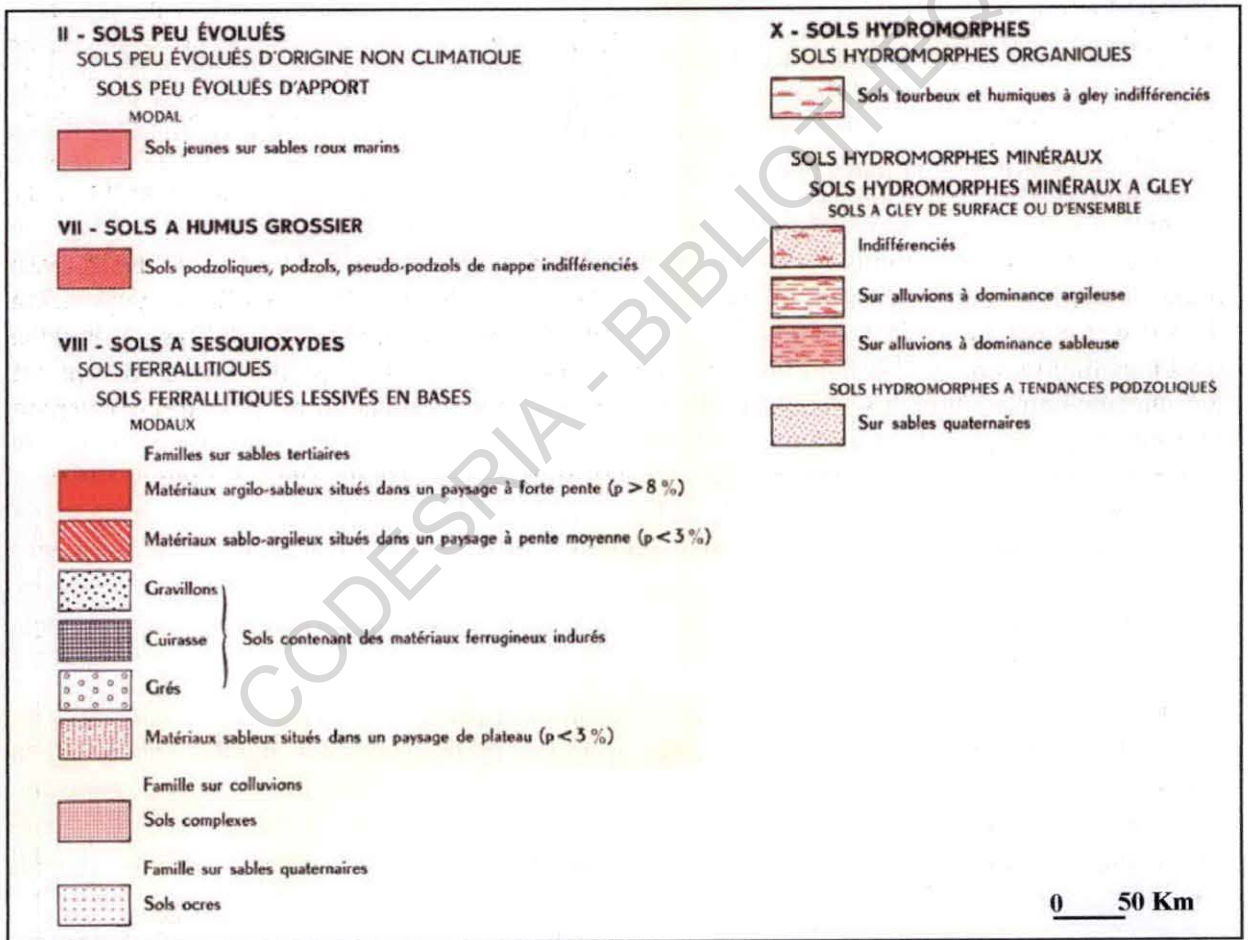 II - SOLS PEU ÉVOLUÉS
SOLS PEU ÉVOLUÉS D'ORIGINE NON CLIMATIQUE
SOLS PEU ÉVOLUÉS D'APPORT
MODAL
Sols jeunes sur sables roux marins
VII - SOLS A HUMUS GROSSIER
Sols podzoliques, podzols, pseudo-podzols de nappe indifférenciés
VIII - SOLS A SESQUIOXYDES
SOLS FERRALLITIQUES
SOLS FERRALLITIQUES LESSIVÉS EN BASES
MODAUX
Familles sur sables tertiaires
Matériaux argilo-sableux situés dans un paysage à forte pente (p > 8 %)
Matériaux sablo-argileux situés dans un paysage à pente moyenne (p < 3 %)
Gravillons
Cuirasse
Sols contenant des matériaux ferrugineux indurés
Grés
Matériaux sableux situés dans un paysage de plateau (p < 3 %)
Famille sur colluvions
Sols complexes
Famille sur sables quaternaires
Sols ocres
X - SOLS HYDROMORPHES
SOLS HYDROMORPHES ORGANIQUES
Sols tourbeux et humiques à gley indifférenciés
SOLS HYDROMORPHES MINÉRAUX
SOLS HYDROMORPHES MINÉRAUX A GLEY
SOLS A GLEY DE SURFACE OU D'ENSEMBLE
Indifférenciés
Sur alluvions à dominance argileuse
Sur alluvions à dominance sableuse
SOLS HYDROMORPHES A TENDANCES PODZOLIQUES
Sur sables quaternaires
0 50 Km
CODESRIA - BIBLIOTHEQ